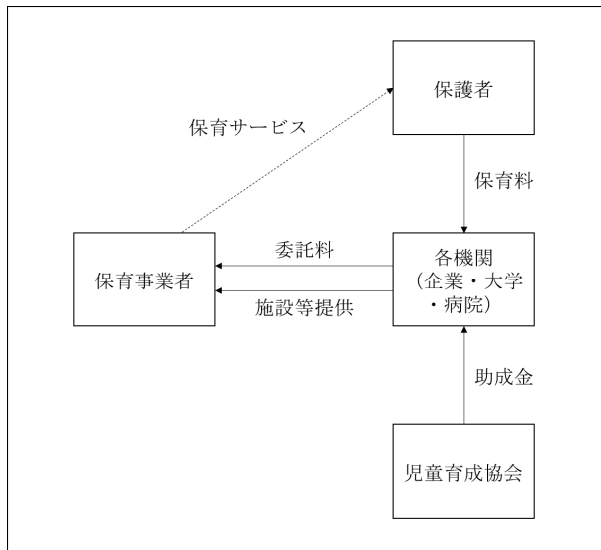 保護者
保育サービス
保育料
保育事業者
委託料
施設等提供
各機関
（企業・大学
・病院）
助成金
児童育成協会